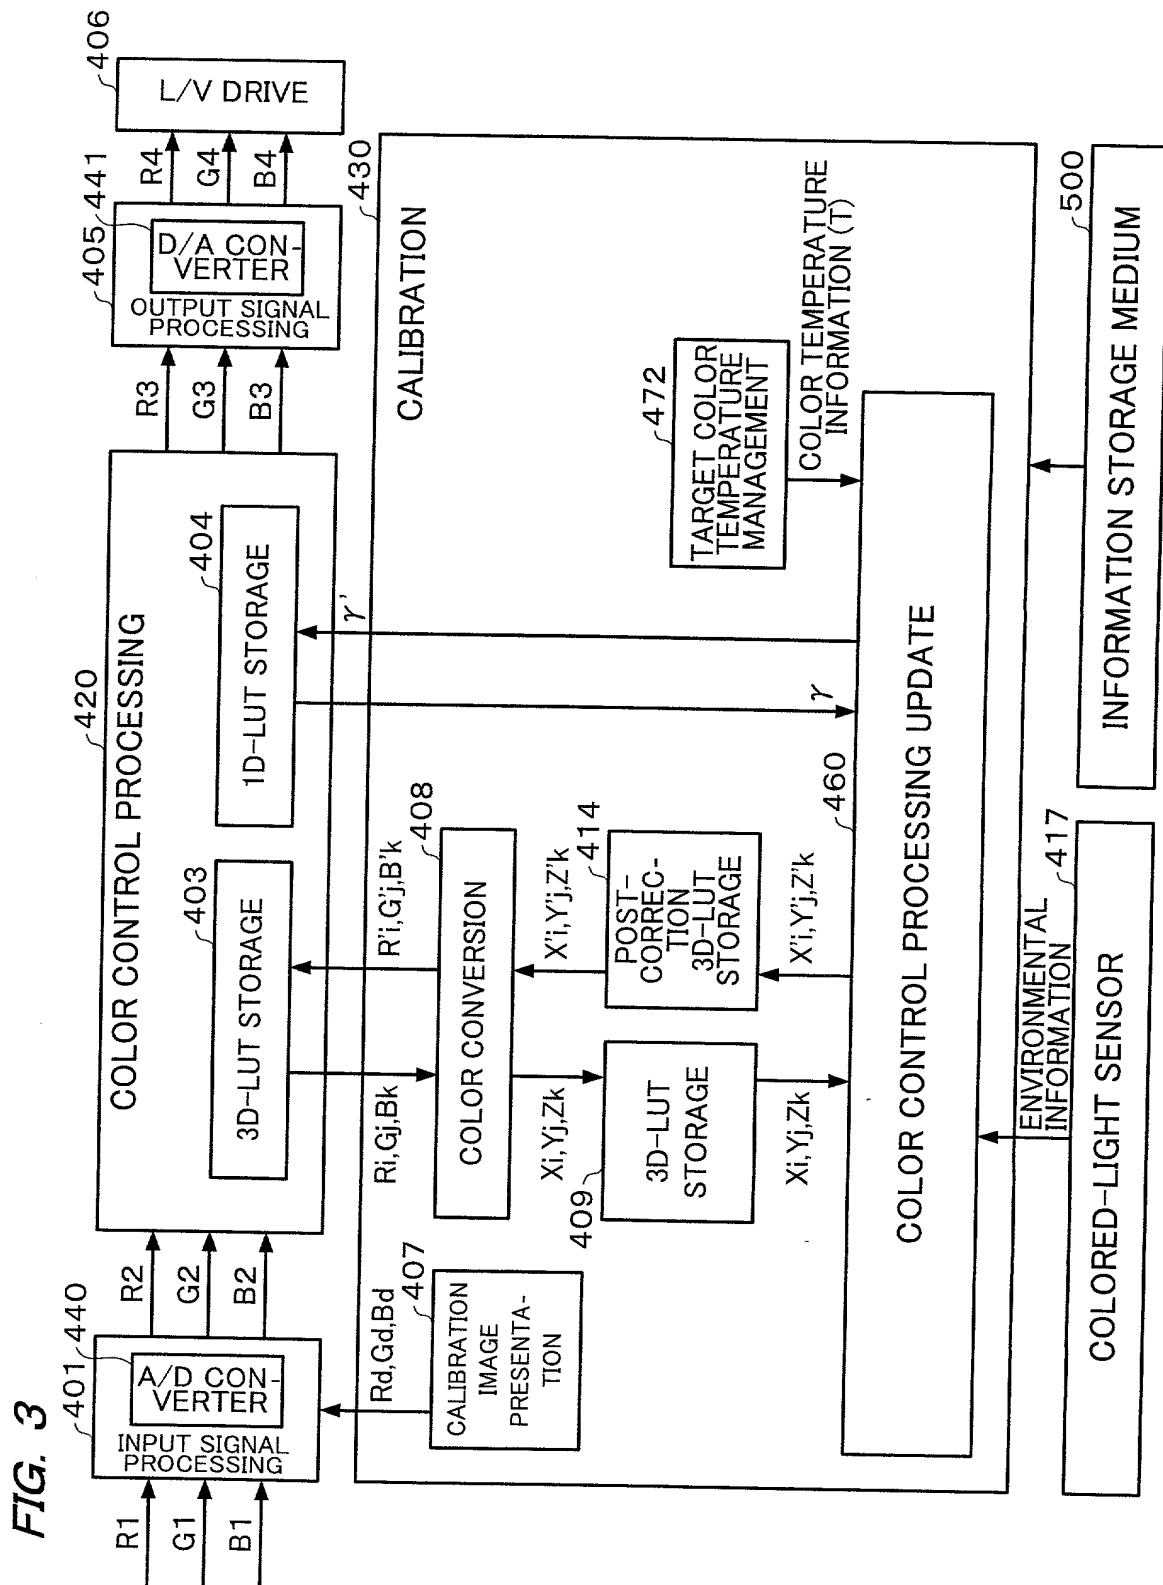 FIG. 3
R1
G1
B1
401
440
A/D CON-
VERTER
INPUT SIGNAL
PROCESSING
R2
G2
B2
420
COLOR CONTROL PROCESSING
403
3D-LUT STORAGE
404
1D-LUT STORAGE
R3
G3
B3
405
441
D/A CON-
VERTER
OUTPUT SIGNAL
PROCESSING
R4
G4
B4
406
L/V DRIVE
430
CALIBRATION
Rd,Gd,Bd
407
CALIBRATION
IMAGE
PRESENTA-
TION
Ri,Gj,Bk
R'i,G'j,B'k
408
COLOR CONVERSION
Xi,Yj,Zk
X'i,Y'j,Z'k
409
3D-LUT
STORAGE
414
POST-
CORREC-
TION
3D-LUT
STORAGE
Xi,Yj,Zk
X'i,Y'j,Z'k
γ
γ'
472
TARGET COLOR
TEMPERATURE
MANAGEMENT
COLOR TEMPERATURE
INFORMATION (T)
460
COLOR CONTROL PROCESSING UPDATE
ENVIRONMENTAL
INFORMATION
417
COLORED-LIGHT SENSOR
500
INFORMATION STORAGE MEDIUM